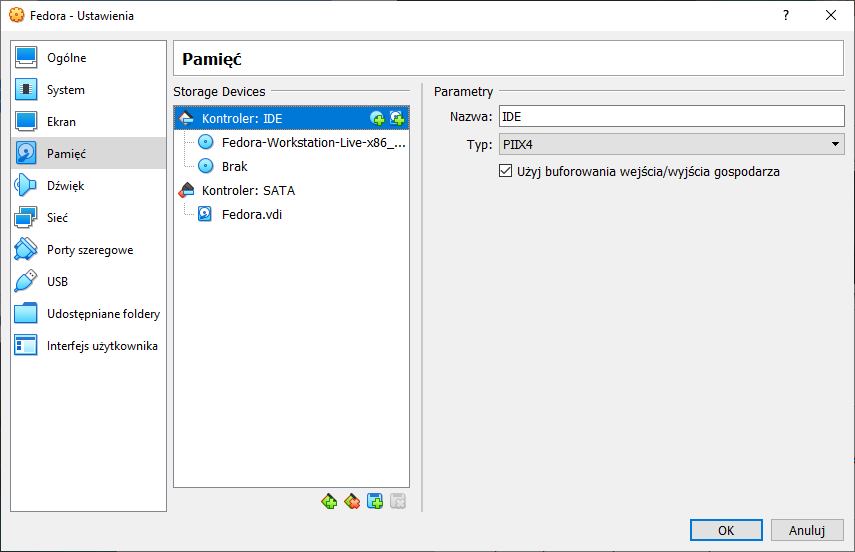 Fedora - Ustawienia
?
Ogólne
System
Ekran
Pamięć
Dźwięk
Sieć
Porty szeregowe
USB
Udostępniane foldery
Interfejs użytkownika
Pamięć
Storage Devices
Kontroler: IDE
Fedora-Workstation-Live-x86_...
Brak
Kontroler: SATA
Fedora.vdi
Parametry
Nazwa: IDE
Typ: PIIX4
Użyj buforowania wejścia/wyjścia gospodarza
OK
Anuluj